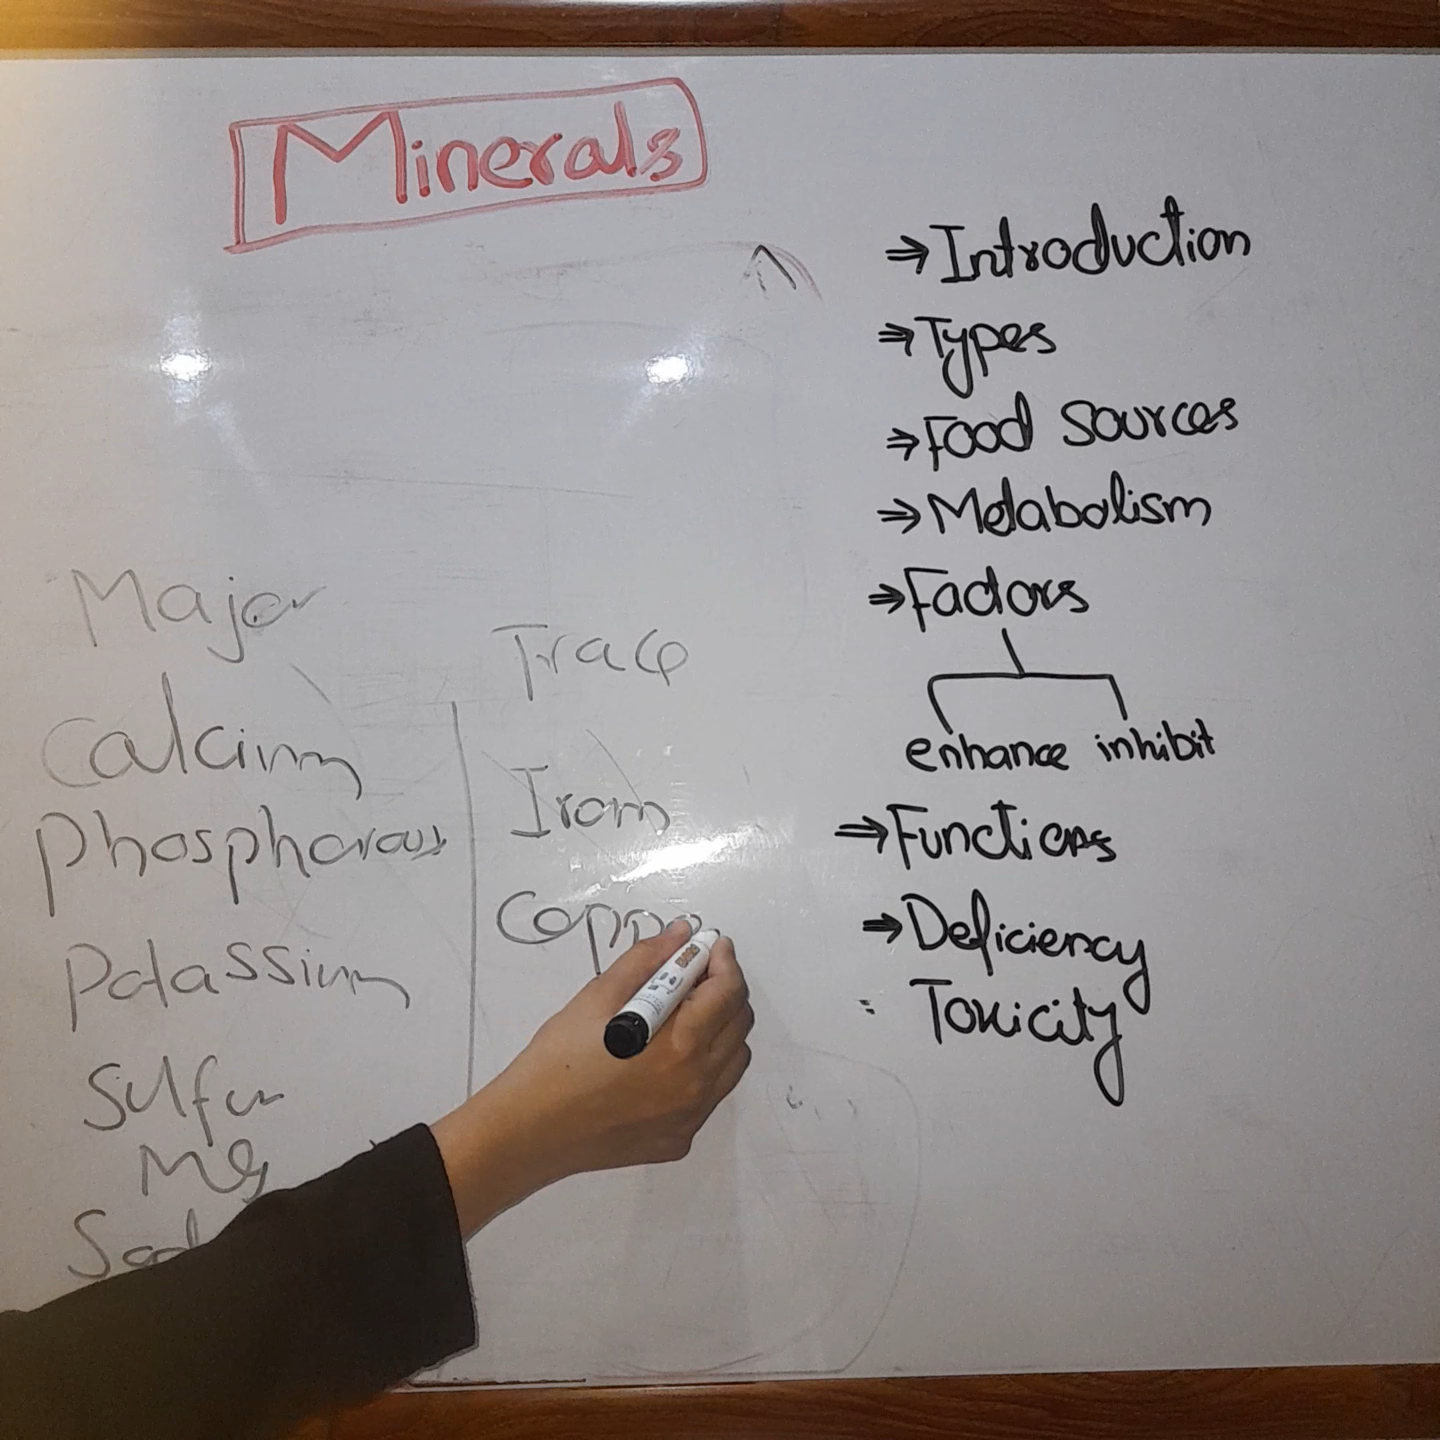 Minerals
⇒ Introduction
⇒ Types
⇒ Food Sources
⇒ Metabolism
⇒ Factors
enhance inhibit
⇒ Functions
⇒ Deficiency
Toxicity
Major
Calcium
Phosphorous
Potassium
Sulfur
Mg
Trace
Iron